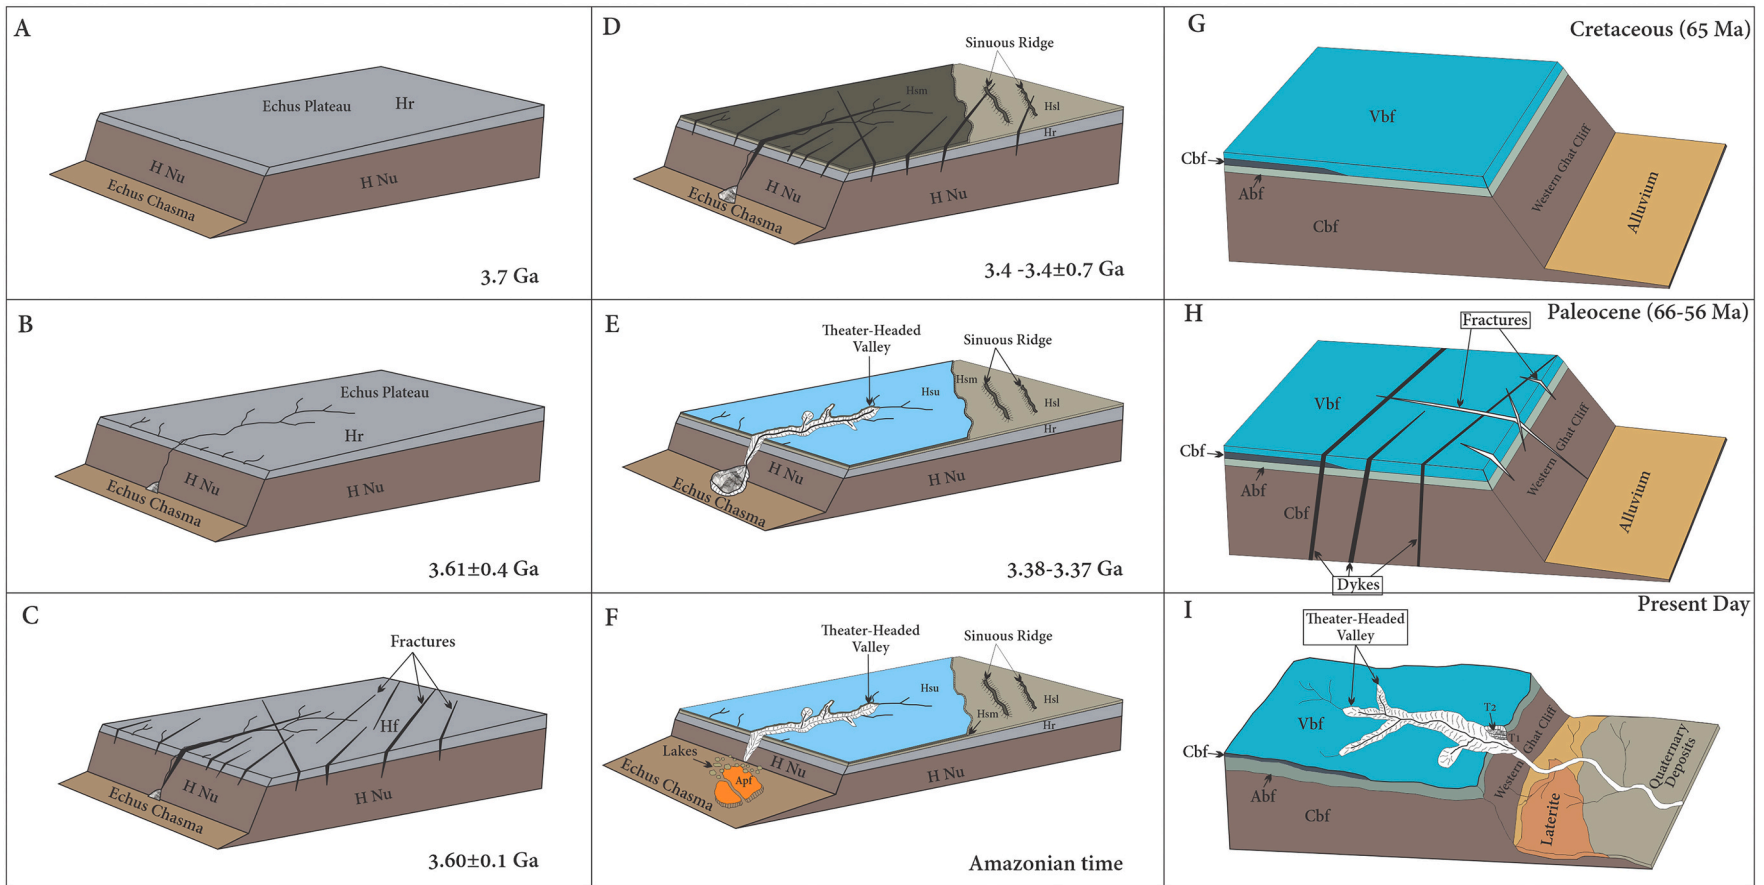 A
Echus Plateau
Hr
H Nu
H Nu
Echus Chasma
3.7 Ga
B
Echus Plateau
Hr
H Nu
H Nu
Echus Chasma
3.61±0.4 Ga
C
Fractures
Hf
H Nu
H Nu
Echus Chasma
3.60±0.1 Ga
D
Sinuous Ridge
Hsm
Hsl
Hr
H Nu
H Nu
Echus Chasma
3.4 -3.4±0.7 Ga
E
Theater-Headed
Valley
Sinuous Ridge
Hsu
Hsm
Hsl
Hr
H Nu
H Nu
Echus Chasma
3.38-3.37 Ga
F
Theater-Headed
Valley
Sinuous Ridge
Hsu
Hsm
Hsl
Hr
Lakes
Apf
H Nu
H Nu
Echus Chasma
Amazonian time
G
Cretaceous (65 Ma)
Vbf
Cbf
Abf
Cbf
Western Ghat Cliff
Alluvium
H
Paleocene (66-56 Ma)
Fractures
Vbf
Cbf
Abf
Cbf
Western Ghat Cliff
Alluvium
Dykes
I
Present Day
Theater-Headed
Valley
Vbf
T2
T1
Cbf
Abf
Cbf
Western Ghat Cliff
Laterite
Quaternary
Deposits